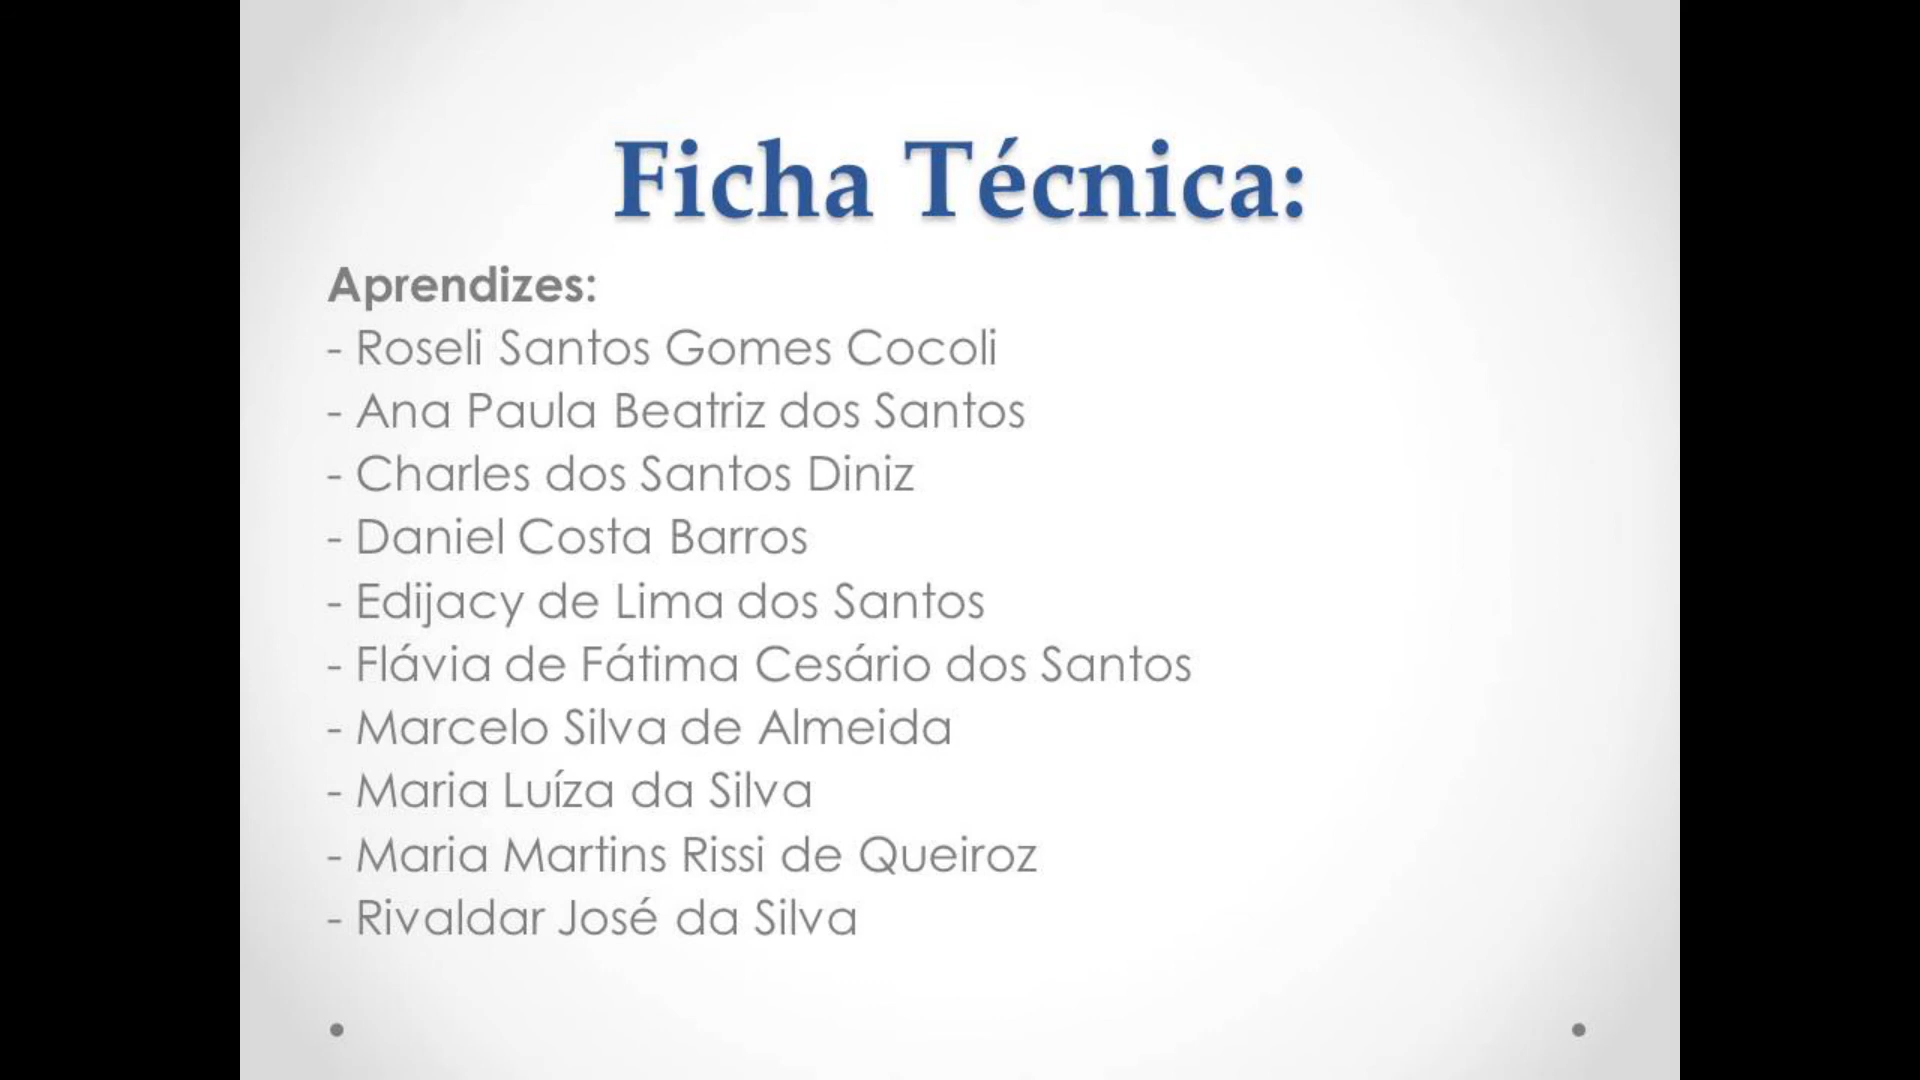 Ficha Técnica:
Aprendizes:
- Roseli Santos Gomes Cocoli
- Ana Paula Beatriz dos Santos
- Charles dos Santos Diniz
- Daniel Costa Barros
- Edijacy de Lima dos Santos
- Flávia de Fátima Cesário dos Santos
- Marcelo Silva de Almeida
- Maria Luíza da Silva
- Maria Martins Rissi de Queiroz
- Rivaldar José da Silva